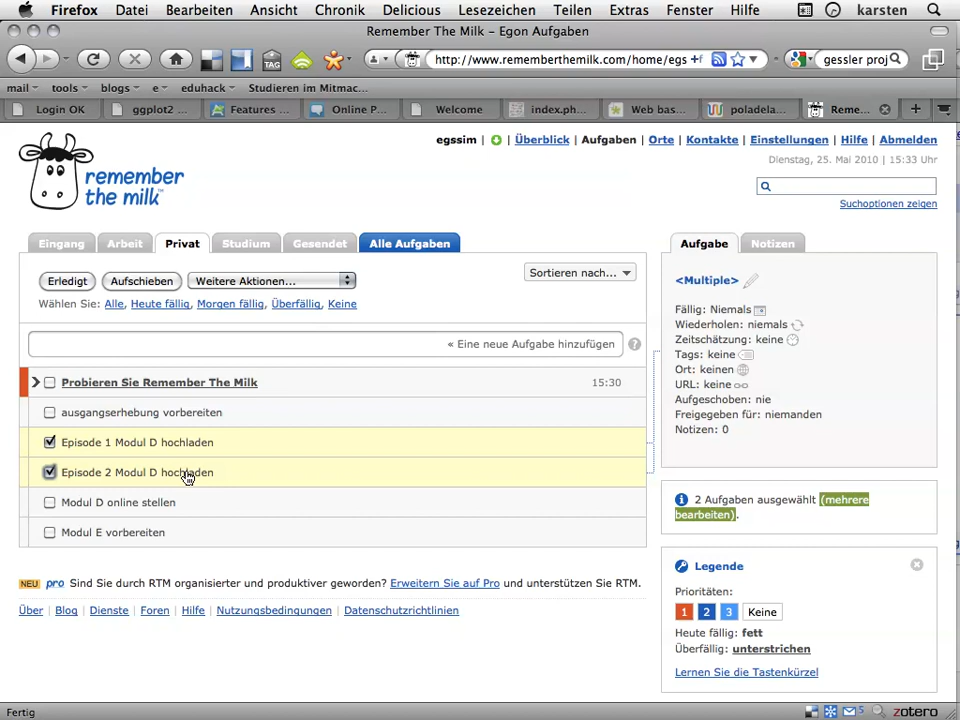 Firefox Datei Bearbeiten Ansicht Chronik Delicious Lesezeichen Teilen Extras Fenster Hilfe karsten
Remember The Milk – Egon Aufgaben
TAG http://www.rememberthemilk.com/home/egs gessler proj
mail tools blogs e eduhack Studieren im Mitmac...
Login OK ggplot2 ... Features ... Online P... Welcome index.ph... Web bas... poladela... Reme...
egssim | Überblick | Aufgaben | Orte | Kontakte | Einstellungen | Hilfe | Abmelden
Dienstag, 25. Mai 2010 | 15:33 Uhr
remember
the milk™
Suchoptionen zeigen
Eingang Arbeit Privat Studium Gesendet Alle Aufgaben
Erledigt Aufschieben Weitere Aktionen... Sortieren nach...
Wählen Sie: Alle, Heute fällig, Morgen fällig, Überfällig, Keine
« Eine neue Aufgabe hinzufügen ?
Probieren Sie Remember The Milk 15:30
ausgangserhebung vorbereiten
Episode 1 Modul D hochladen
Episode 2 Modul D hochladen
Modul D online stellen
Modul E vorbereiten
NEU pro Sind Sie durch RTM organisierter und produktiver geworden? Erweitern Sie auf Pro und unterstützen Sie RTM.
Über | Blog | Dienste | Foren | Hilfe | Nutzungsbedingungen | Datenschutzrichtlinien
Aufgabe Notizen
<Multiple>
Fällig: Niemals
Wiederholen: niemals
Zeitschätzung: keine
Tags: keine
Ort: keinen
URL: keine
Aufgeschoben: nie
Freigegeben für: niemanden
Notizen: 0
2 Aufgaben ausgewählt (mehrere
bearbeiten).
Legende
Prioritäten:
1 2 3 Keine
Heute fällig: fett
Überfällig: unterstrichen
Lernen Sie die Tastenkürzel
Fertig 5 zotero